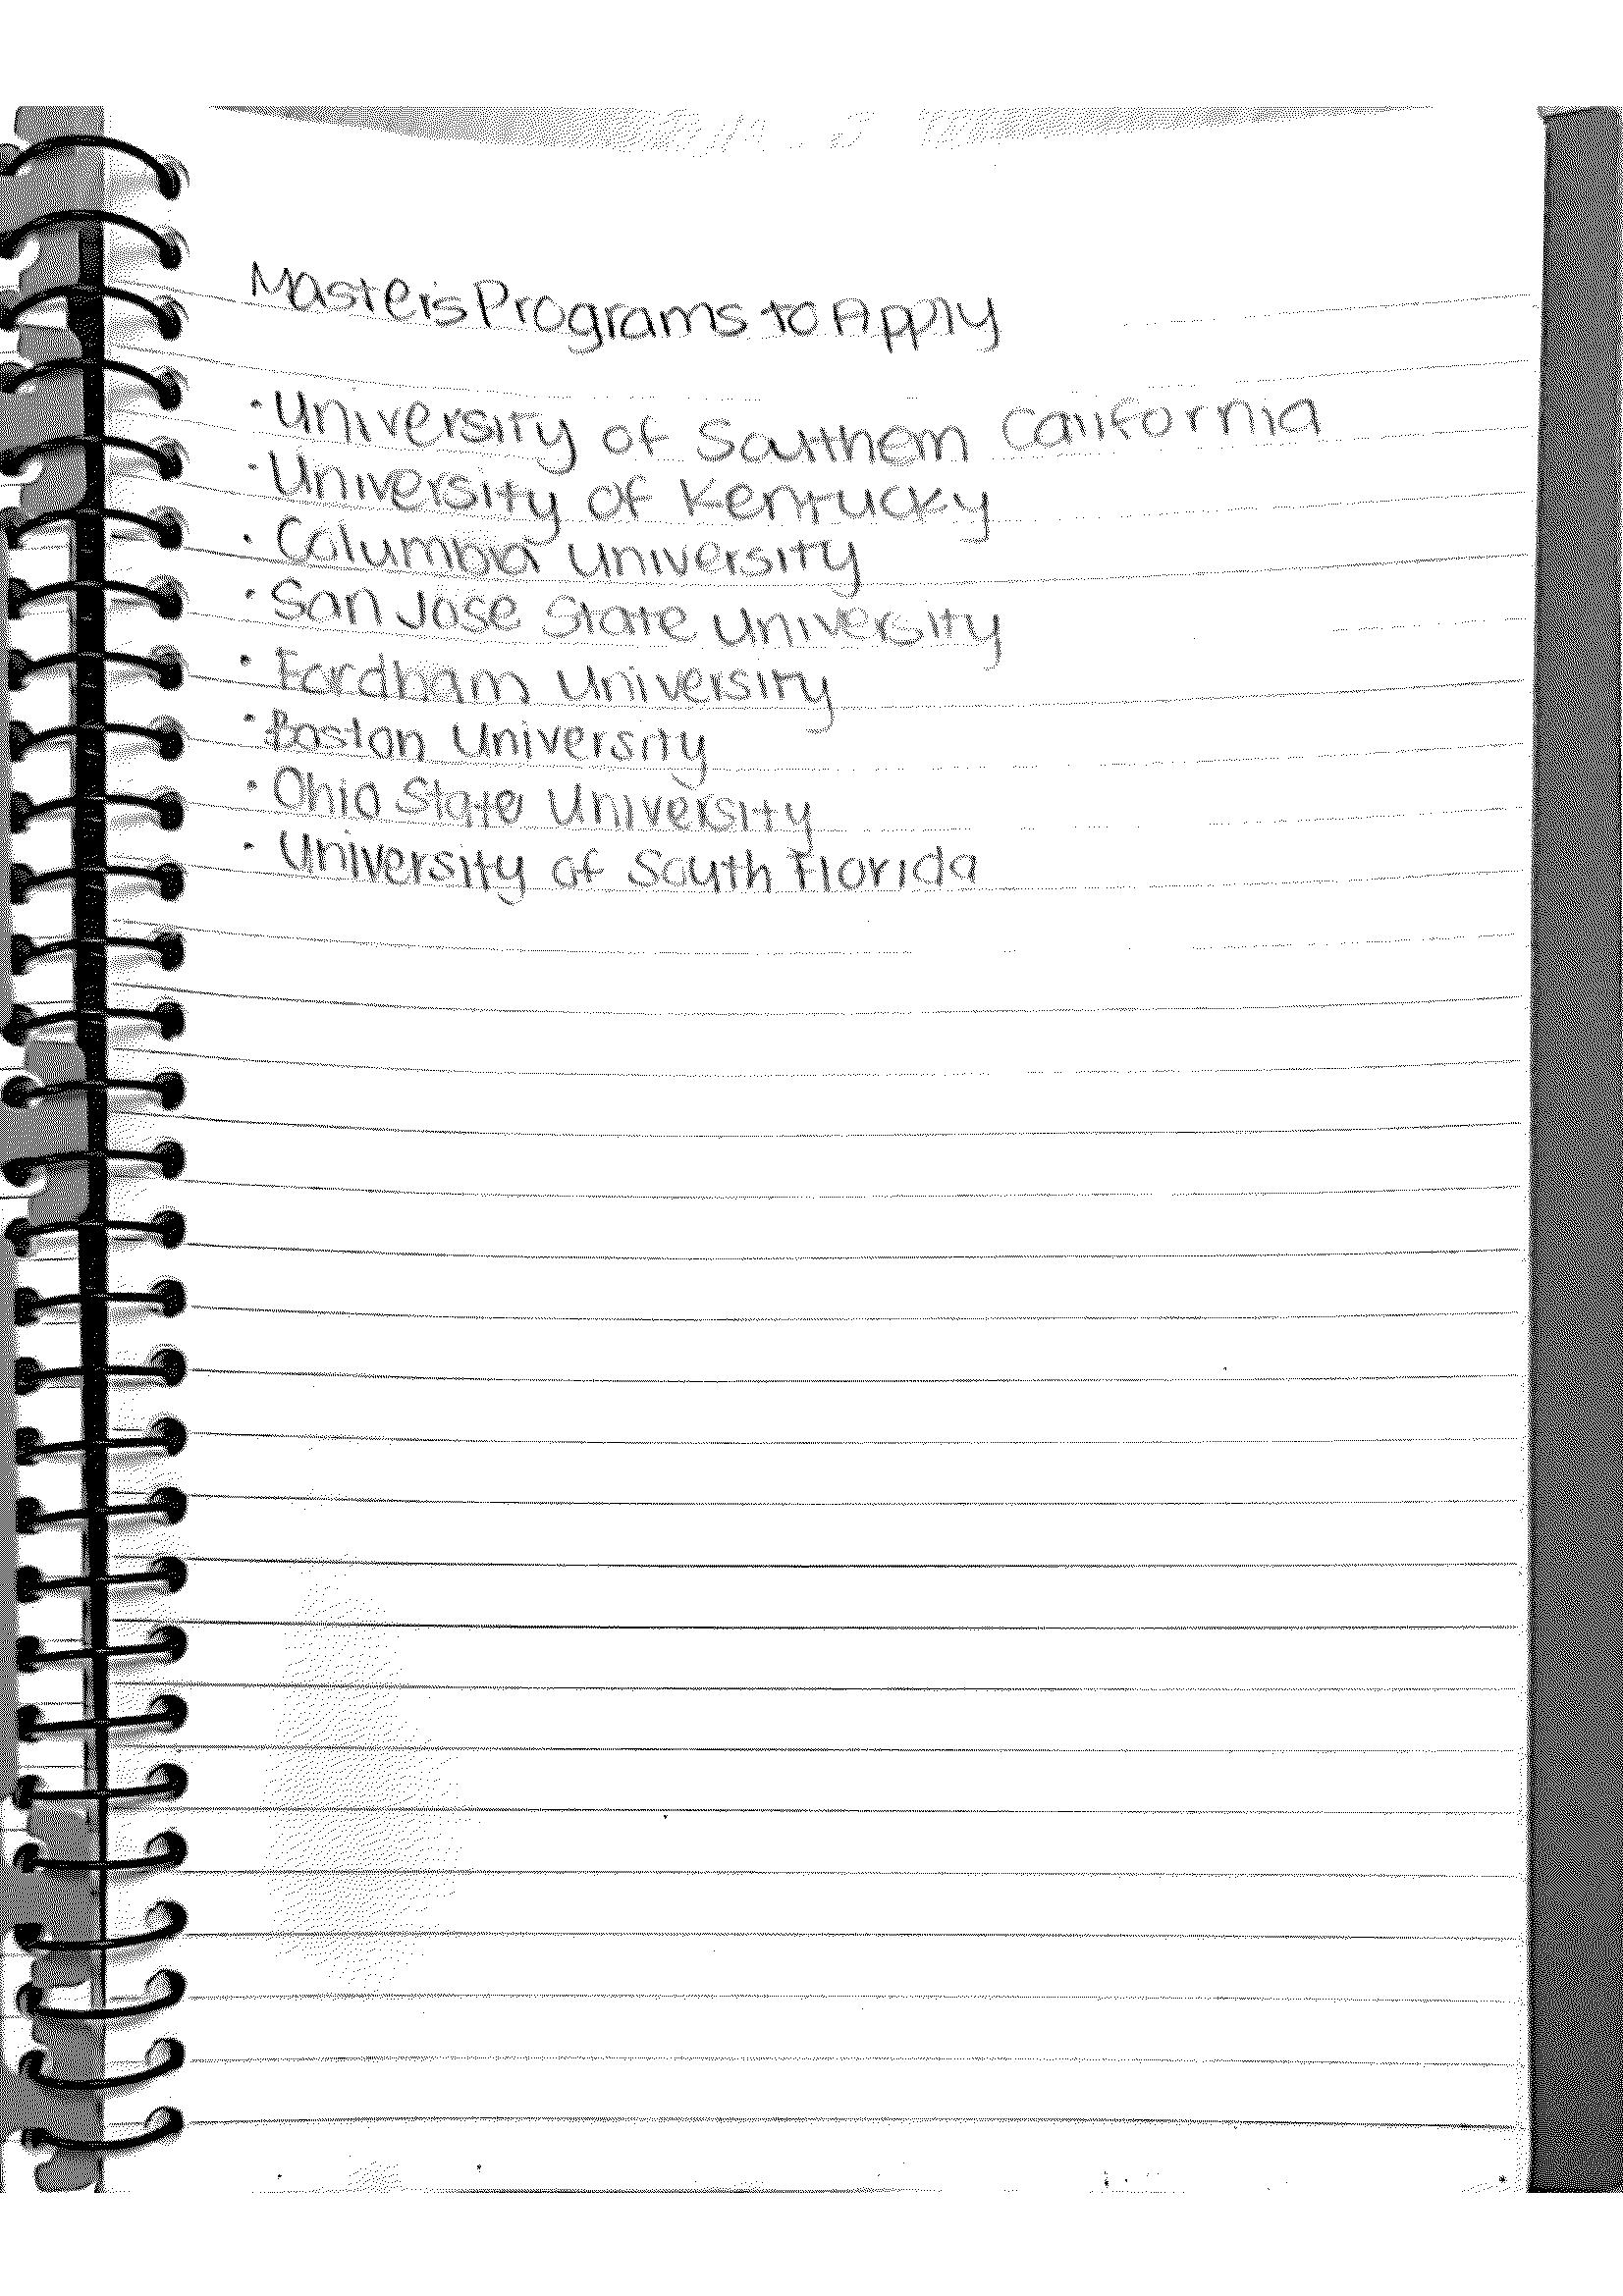 Master's Programs to Apply
· University of Southern California
· University of Kentucky
· Columbia University
· San Jose State University
· Fordham University
· Boston University
· Ohio State University
· University of South Florida